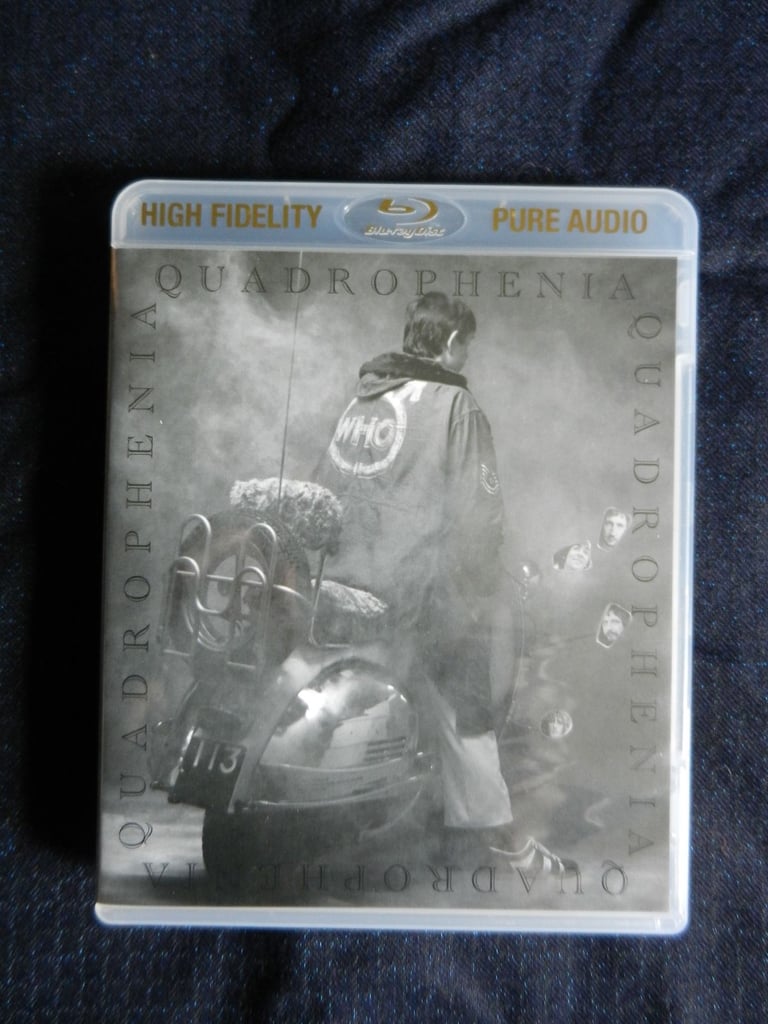 HIGH FIDELITY
Blu-ray Disc
PURE AUDIO
QUADROPHENIA
QUADROPHENIA
QUADROPHENIA
QUADROPHENIA
WHO
113